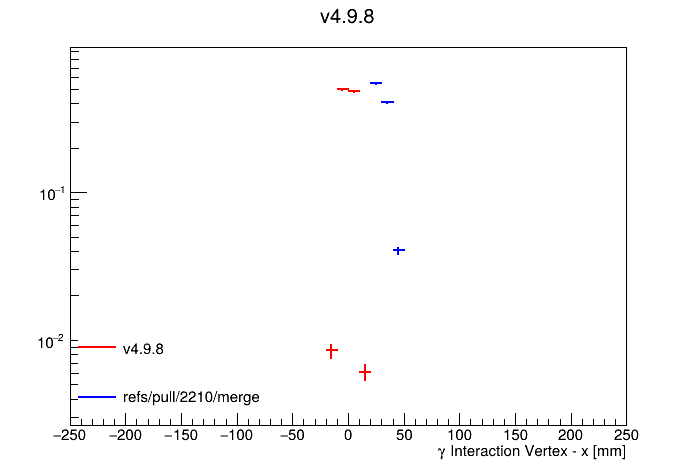 v4.9.8
10⁻¹
10⁻²
v4.9.8
refs/pull/2210/merge
−250 −200 −150 −100 −50 0 50 100 150 200 250
γ Interaction Vertex - x [mm]